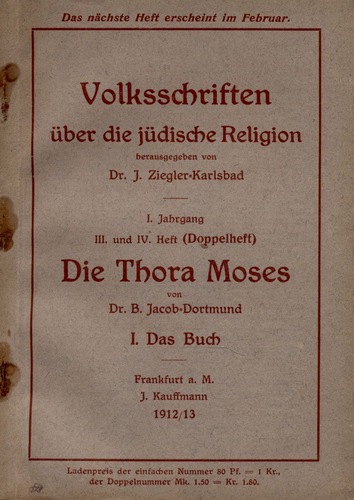 Das nächste Heft erscheint im Februar.
Volksschriften
über die jüdische Religion
herausgegeben von
Dr. J. Ziegler-Karlsbad
I. Jahrgang
III. und IV. Heft (Doppelheft)
Die Thora Moses
von
Dr. B. Jacob-Dortmund
I. Das Buch
Frankfurt a. M.
J. Kauffmann
1912/13
Ladenpreis der einfachen Nummer 80 Pf. = 1 Kr.,
der Doppelnummer Mk. 1.50 = Kr. 1.80.